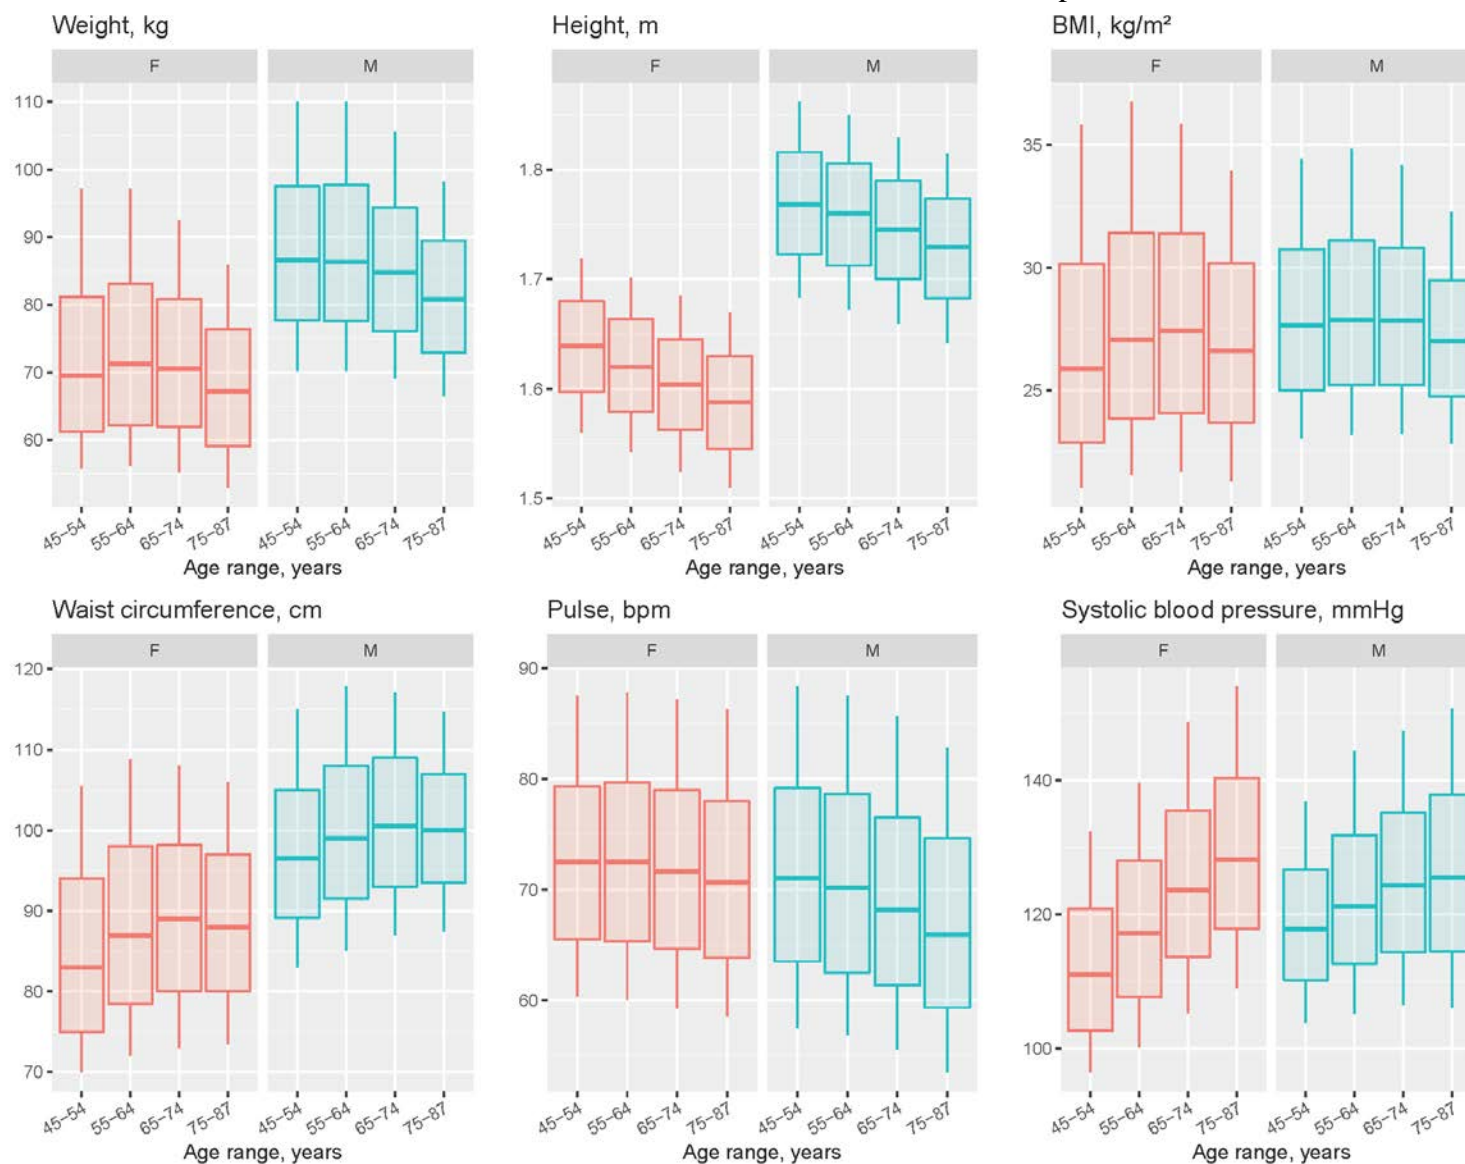 Weight, kg
F M
110
100
90
80
70
60
45–54 55–64 65–74 75–87 45–54 55–64 65–74 75–87
Age range, years
Height, m
F M
1.8
1.7
1.6
1.5
45–54 55–64 65–74 75–87 45–54 55–64 65–74 75–87
Age range, years
BMI, kg/m²
F M
35
30
25
45–54 55–64 65–74 75–87 45–54 55–64 65–74 75–87
Age range, years
Waist circumference, cm
F M
120
110
100
90
80
70
45–54 55–64 65–74 75–87 45–54 55–64 65–74 75–87
Age range, years
Pulse, bpm
F M
90
80
70
60
45–54 55–64 65–74 75–87 45–54 55–64 65–74 75–87
Age range, years
Systolic blood pressure, mmHg
F M
140
120
100
45–54 55–64 65–74 75–87 45–54 55–64 65–74 75–87
Age range, years